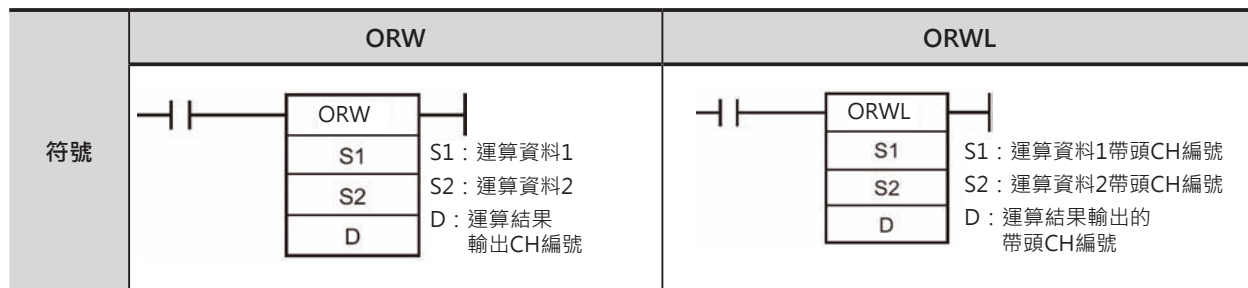 ORW
ORWL
符號
ORW
S1
S2
D
S1：運算資料1
S2：運算資料2
D：運算結果
輸出CH編號
ORWL
S1
S2
D
S1：運算資料1帶頭CH編號
S2：運算資料2帶頭CH編號
D：運算結果輸出的
帶頭CH編號